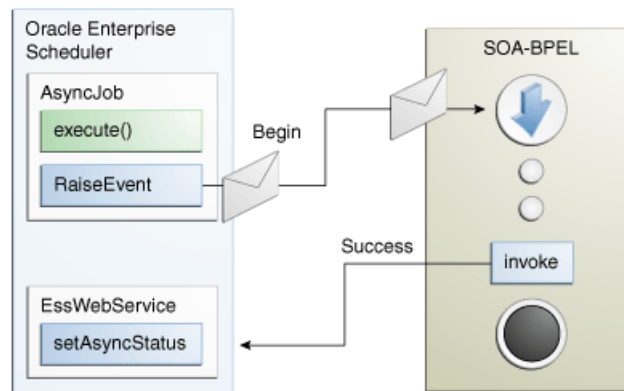 Oracle Enterprise
Scheduler
AsyncJob
execute()
RaiseEvent
Begin
SOA-BPEL
Success
invoke
EssWebService
setAsyncStatus